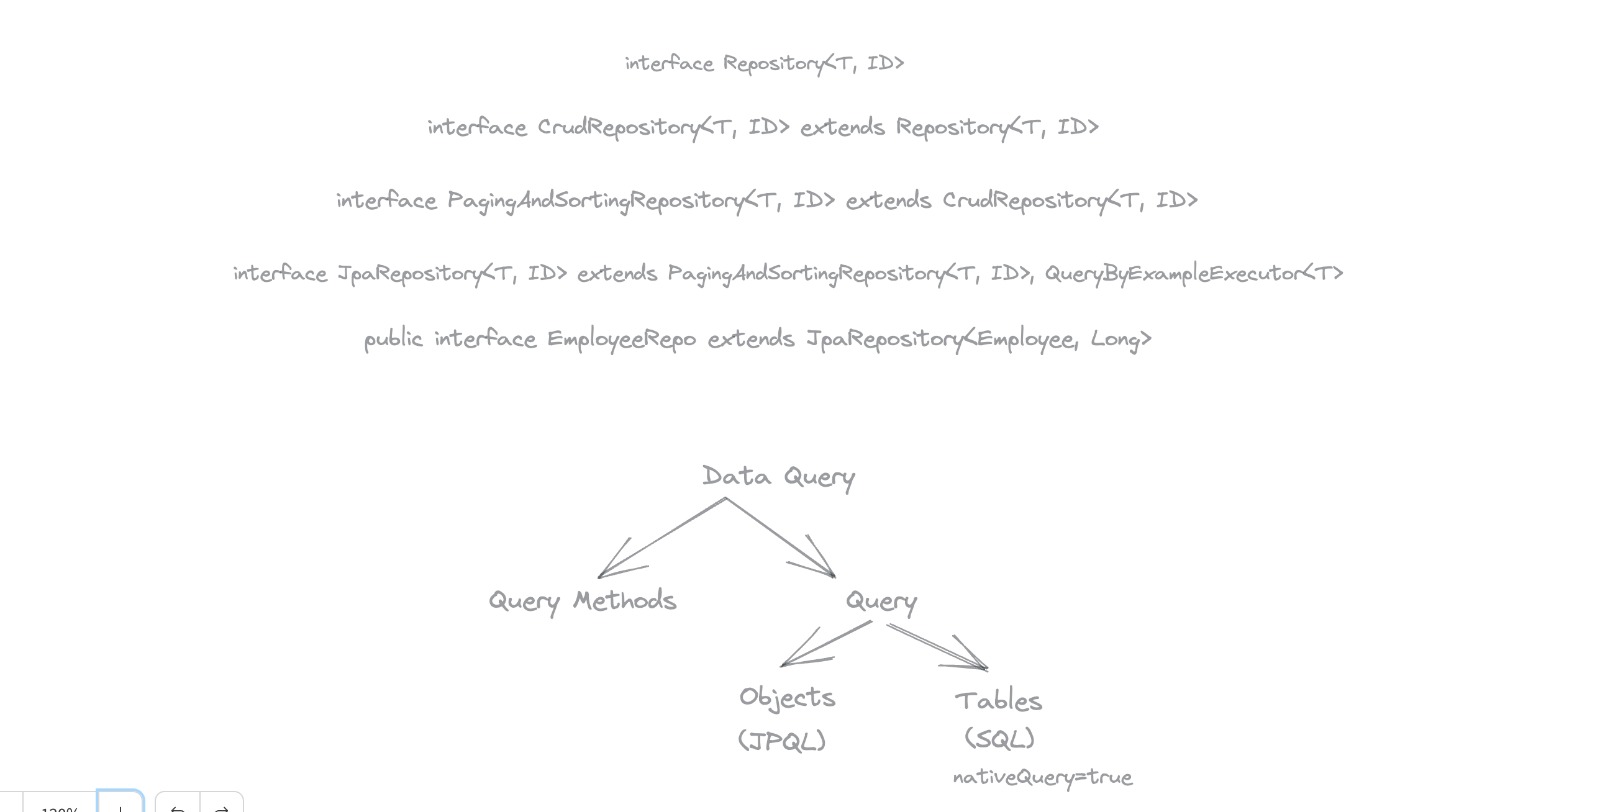 interface Repository<T, ID>
interface CrudRepository<T, ID> extends Repository<T, ID>
interface PagingAndSortingRepository<T, ID> extends CrudRepository<T, ID>
interface JpaRepository<T, ID> extends PagingAndSortingRepository<T, ID>, QueryByExampleExecutor<T>
public interface EmployeeRepo extends JpaRepository<Employee, Long>
Data Query
Query Methods
Query
Objects
(JPQL)
Tables
(SQL)
nativeQuery=true